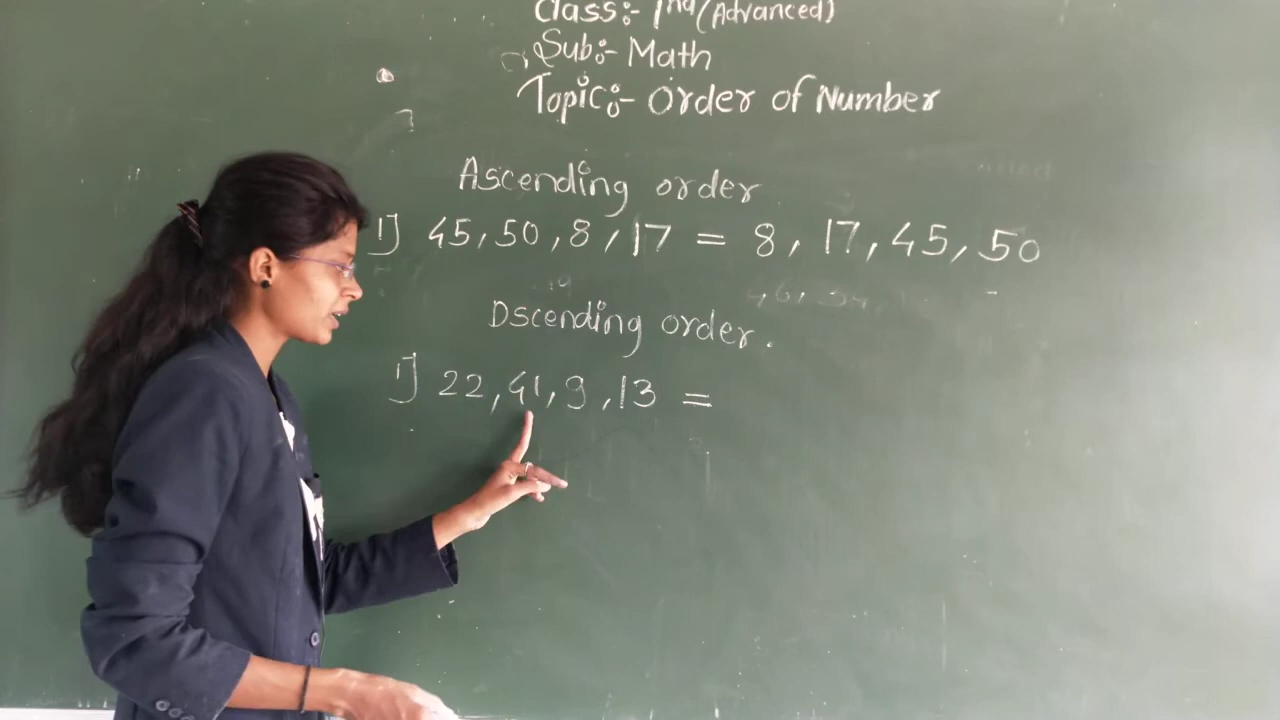 Class:- IInd (Advanced)
Sub:- Math
Topic:- Order of Number
Ascending order
1] 45, 50, 8, 17 = 8, 17, 45, 50
Dscending order.
1] 22, 41, 9, 13 =